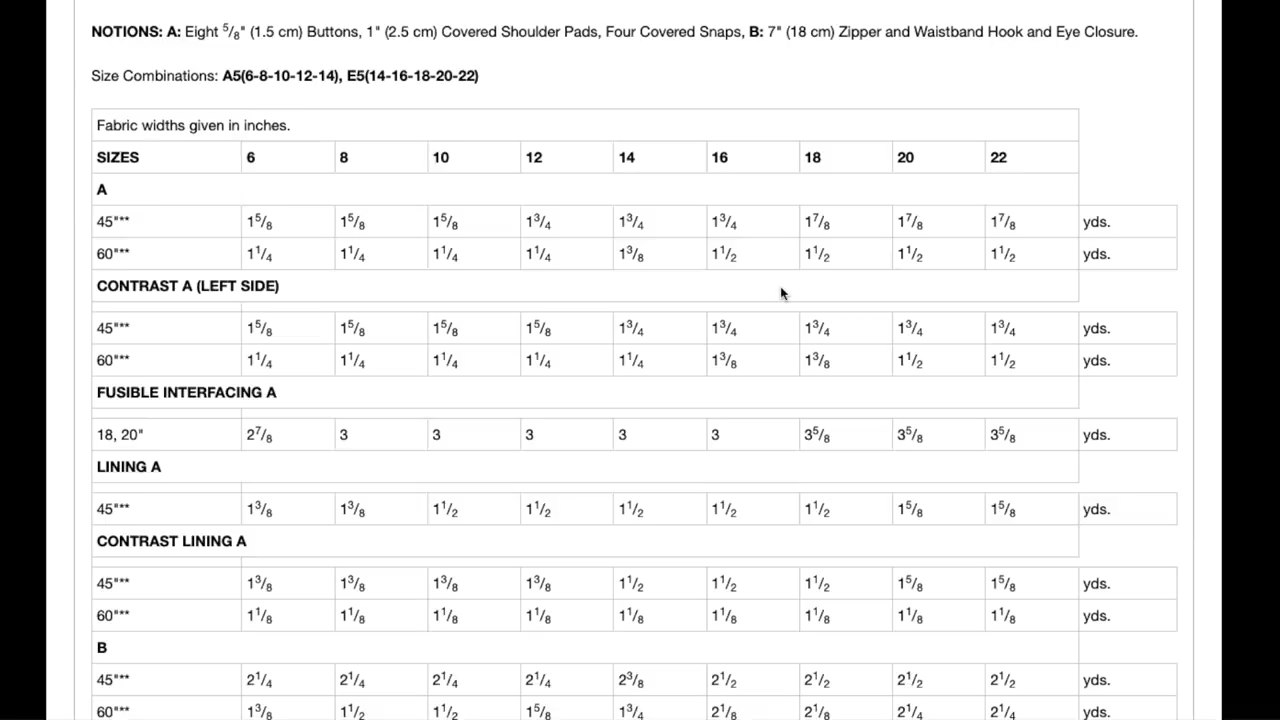 NOTIONS: A: Eight 5/8" (1.5 cm) Buttons, 1" (2.5 cm) Covered Shoulder Pads, Four Covered Snaps, B: 7" (18 cm) Zipper and Waistband Hook and Eye Closure.
Size Combinations: A5(6-8-10-12-14), E5(14-16-18-20-22)
Fabric widths given in inches.
SIZES 6 8 10 12 14 16 18 20 22
A
45"** 1 5/8 1 5/8 1 5/8 1 3/4 1 3/4 1 3/4 1 7/8 1 7/8 1 7/8 yds.
60"** 1 1/4 1 1/4 1 1/4 1 1/4 1 3/8 1 1/2 1 1/2 1 1/2 1 1/2 yds.
CONTRAST A (LEFT SIDE)
45"** 1 5/8 1 5/8 1 5/8 1 5/8 1 3/4 1 3/4 1 3/4 1 3/4 1 3/4 yds.
60"** 1 1/4 1 1/4 1 1/4 1 1/4 1 1/4 1 3/8 1 3/8 1 1/2 1 1/2 yds.
FUSIBLE INTERFACING A
18, 20" 2 7/8 3 3 3 3 3 3 5/8 3 5/8 3 5/8 yds.
LINING A
45"** 1 3/8 1 3/8 1 1/2 1 1/2 1 1/2 1 1/2 1 1/2 1 5/8 1 5/8 yds.
CONTRAST LINING A
45"** 1 3/8 1 3/8 1 3/8 1 3/8 1 1/2 1 1/2 1 1/2 1 5/8 1 5/8 yds.
60"** 1 1/8 1 1/8 1 1/8 1 1/8 1 1/8 1 1/8 1 1/8 1 1/8 1 1/8 yds.
B
45"** 2 1/4 2 1/4 2 1/4 2 1/4 2 3/8 2 1/2 2 1/2 2 1/2 2 1/2 yds.
60"** 1 3/8 1 1/2 1 1/2 1 5/8 1 3/4 2 1/8 2 1/8 2 1/4 2 1/4 yds.